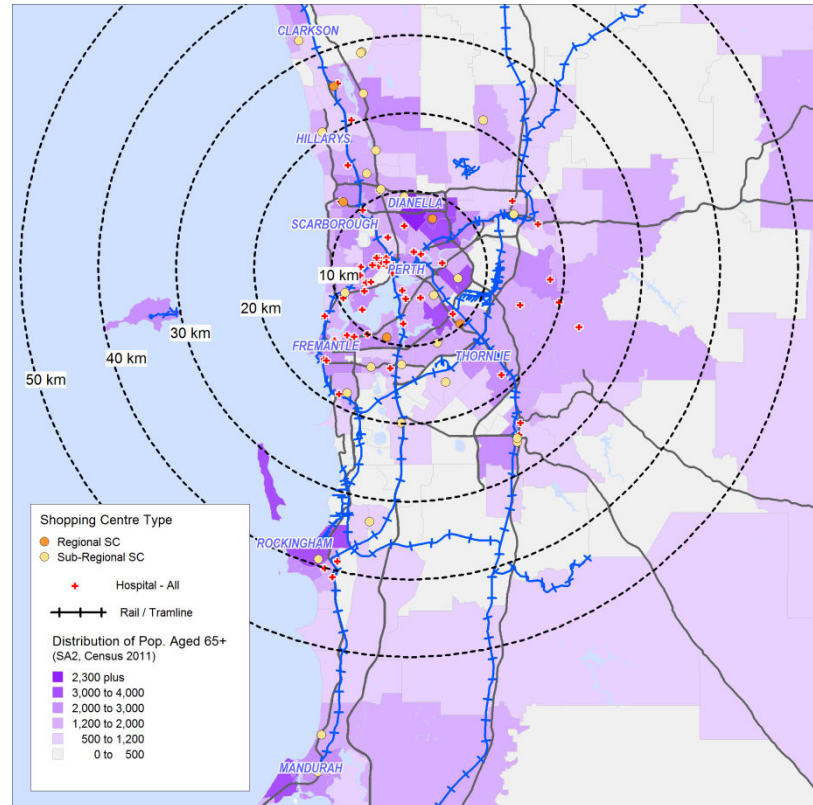 CLARKSON
HILLARYS
DIANELLA
SCARBOROUGH
10 km
PERTH
20 km
30 km
FREMANTLE
THORNLIE
40 km
50 km
Shopping Centre Type
Regional SC
Sub-Regional SC
Hospital - All
Rail / Tramline
Distribution of Pop. Aged 65+
(SA2, Census 2011)
2,300 plus
3,000 to 4,000
2,000 to 3,000
1,200 to 2,000
500 to 1,200
0 to 500
ROCKINGHAM
MANDURAH